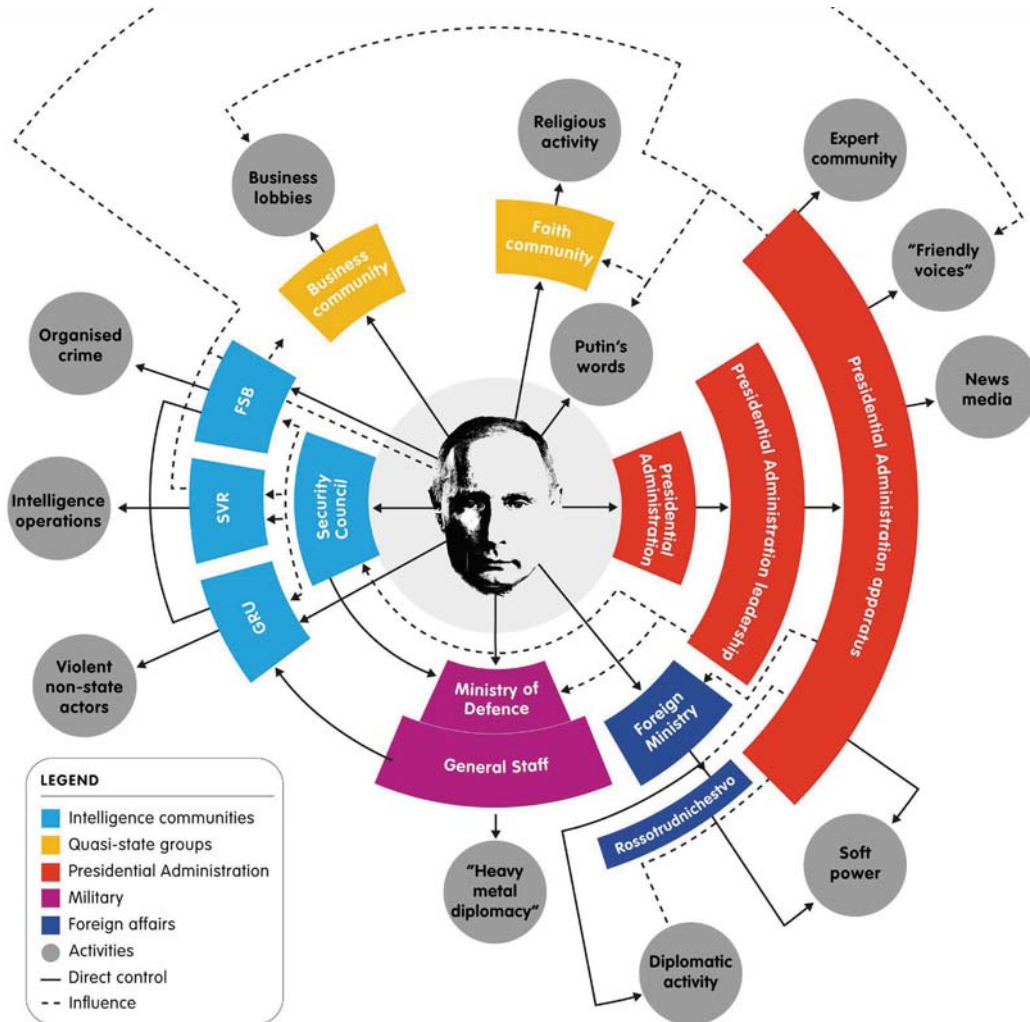 Religious
activity
Expert
community
Business
lobbies
Faith
community
"Friendly
voices"
Business
community
Organised
crime
Putin's
words
News
media
FSB
Presidential Administration leadership
Presidential Administration apparatus
Intelligence
operations
SVR
Security
Council
Presidential
Administration
GRU
Violent
non-state
actors
Ministry of
Defence
Foreign
Ministry
General Staff
Rossotrudnichestvo
"Heavy
metal
diplomacy"
Soft
power
Diplomatic
activity
LEGEND
Intelligence communities
Quasi-state groups
Presidential Administration
Military
Foreign affairs
Activities
Direct control
Influence